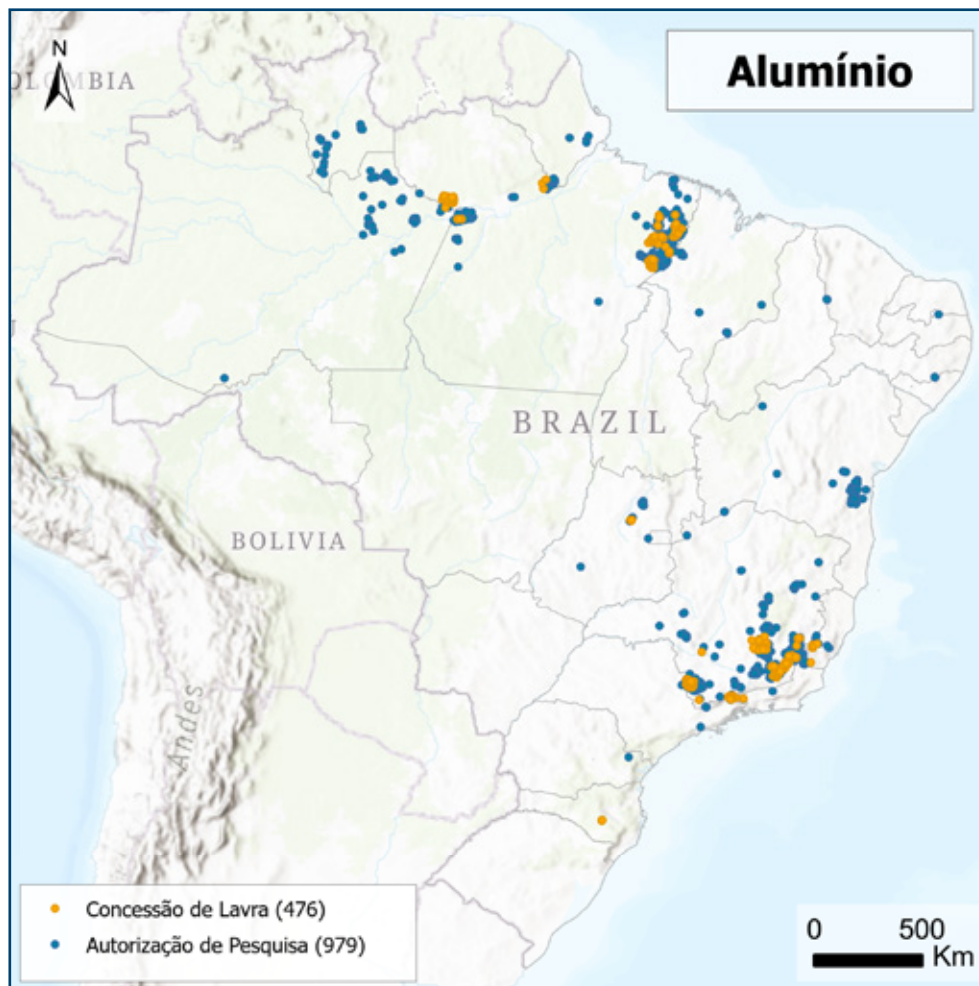 Alumínio
N
OLOMBIA
BRAZIL
BOLIVIA
Andes
Concessão de Lavra (476)
Autorização de Pesquisa (979)
0 500
Km